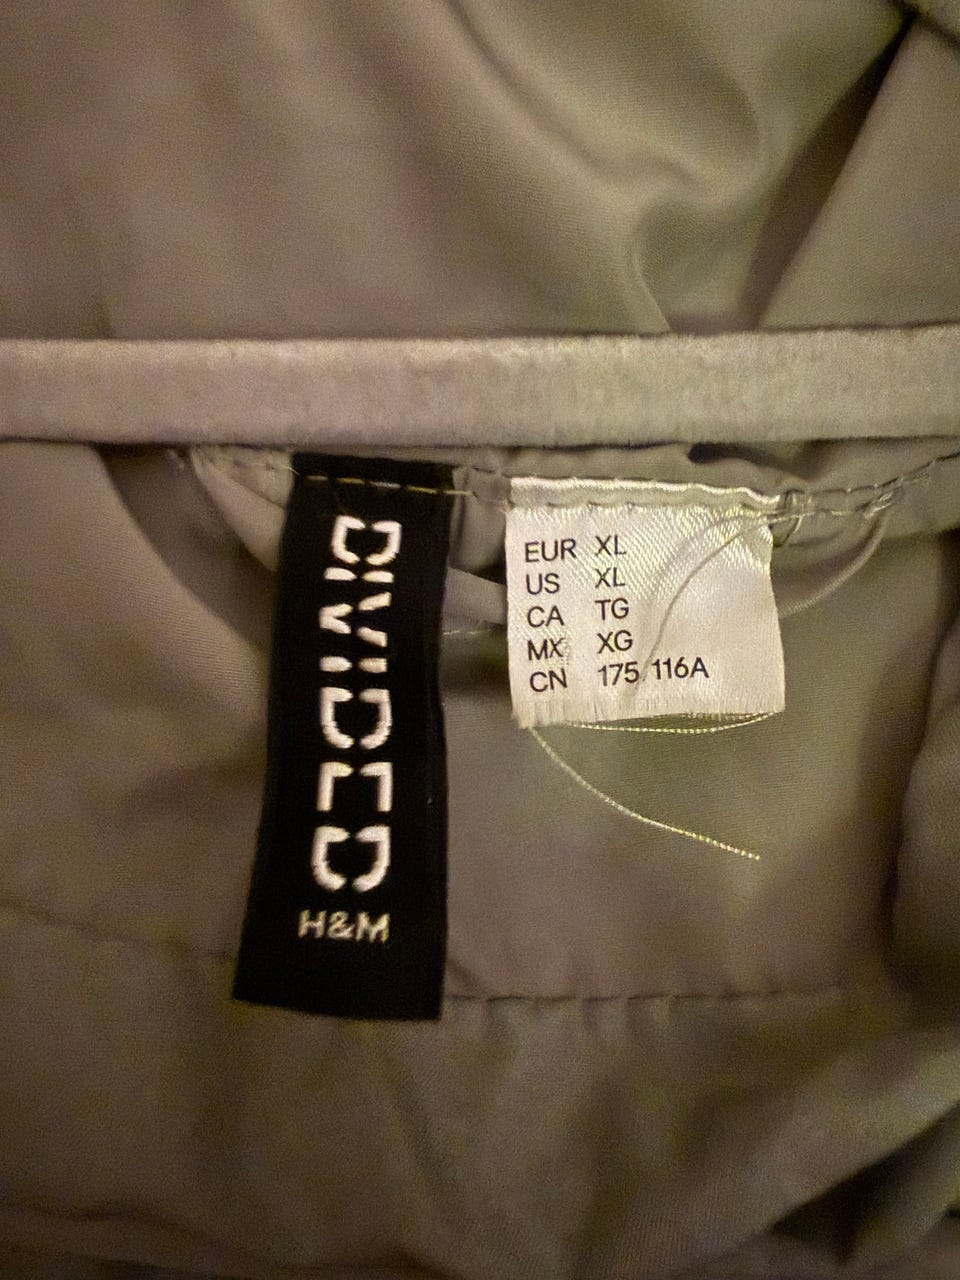 DIVIDED
H&M
EUR XL
US XL
CA TG
MX XG
CN 175 116A